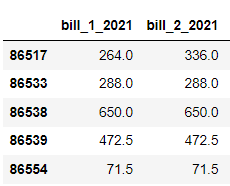 bill_1_2021 bill_2_2021
86517 264.0 336.0
86533 288.0 288.0
86538 650.0 650.0
86539 472.5 472.5
86554 71.5 71.5